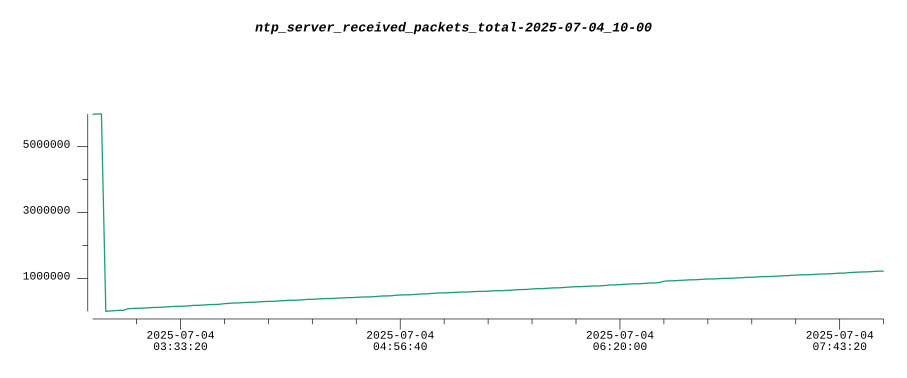 ntp_server_received_packets_total-2025-07-04_10-00
5000000
3000000
1000000
2025-07-04 2025-07-04 2025-07-04 2025-07-04
03:33:20 04:56:40 06:20:00 07:43:20